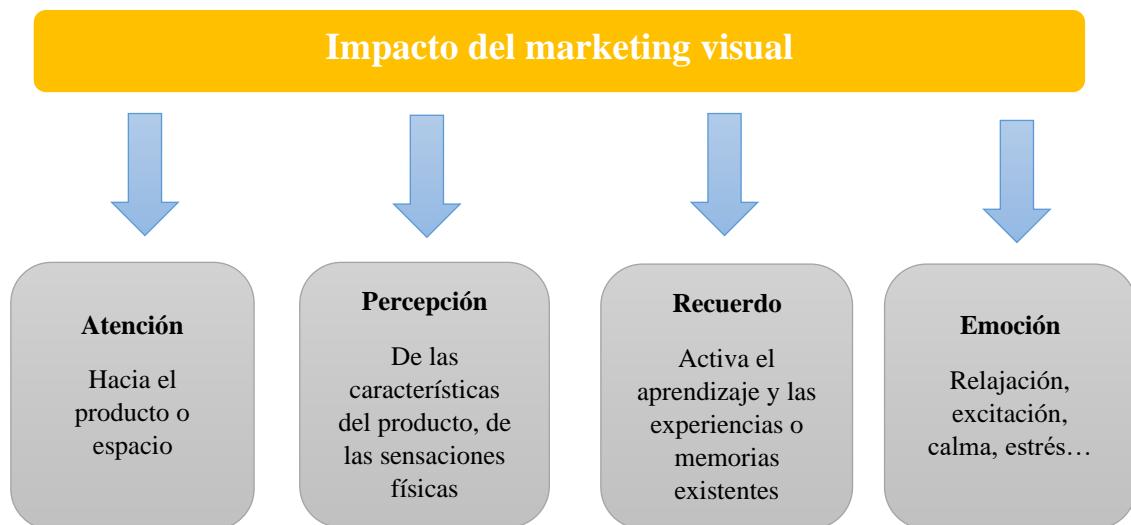 Impacto del marketing visual
Atención
Hacia el
producto o
espacio
Percepción
De las
características
del producto, de
las sensaciones
físicas
Recuerdo
Activa el
aprendizaje y las
experiencias o
memorias
existentes
Emoción
Relajación,
excitación,
calma, estrés…